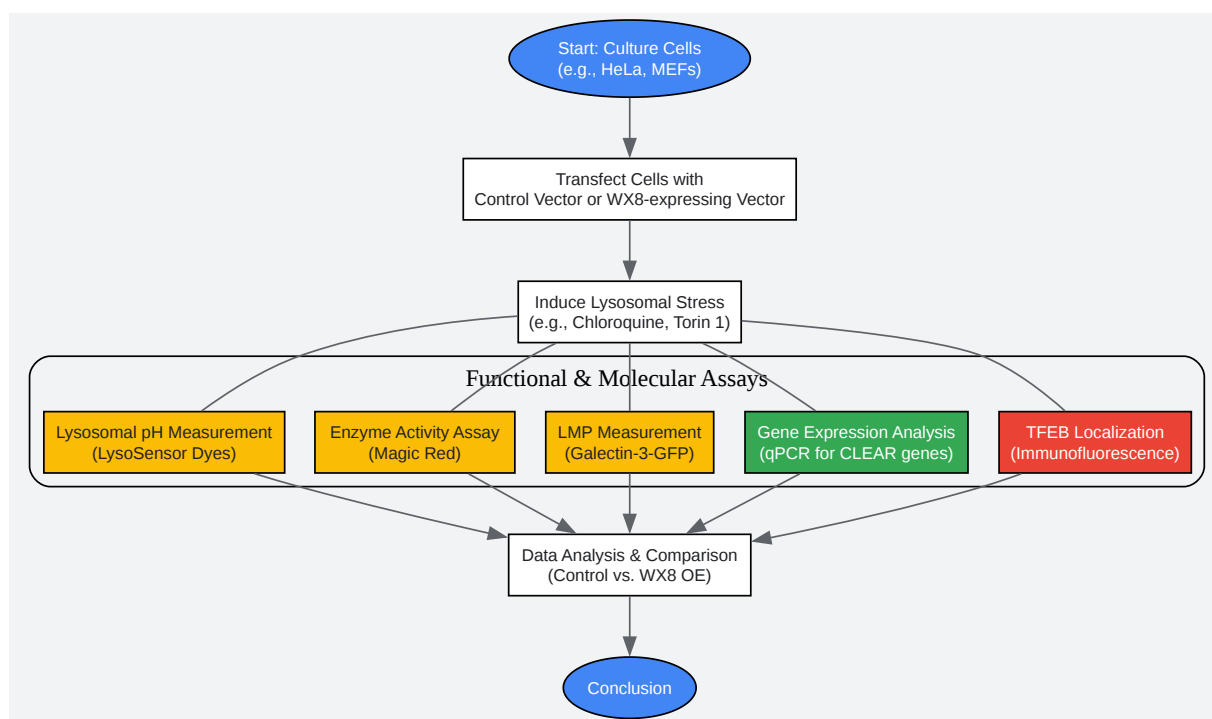 Start: Culture Cells
(e.g., HeLa, MEFs)
Transfect Cells with
Control Vector or WX8-expressing Vector
Induce Lysosomal Stress
(e.g., Chloroquine, Torin 1)
Functional & Molecular Assays
Lysosomal pH Measurement
(LysoSensor Dyes)
Enzyme Activity Assay
(Magic Red)
LMP Measurement
(Galectin-3-GFP)
Gene Expression Analysis
(qPCR for CLEAR genes)
TFEB Localization
(Immunofluorescence)
Data Analysis & Comparison
(Control vs. WX8 OE)
Conclusion